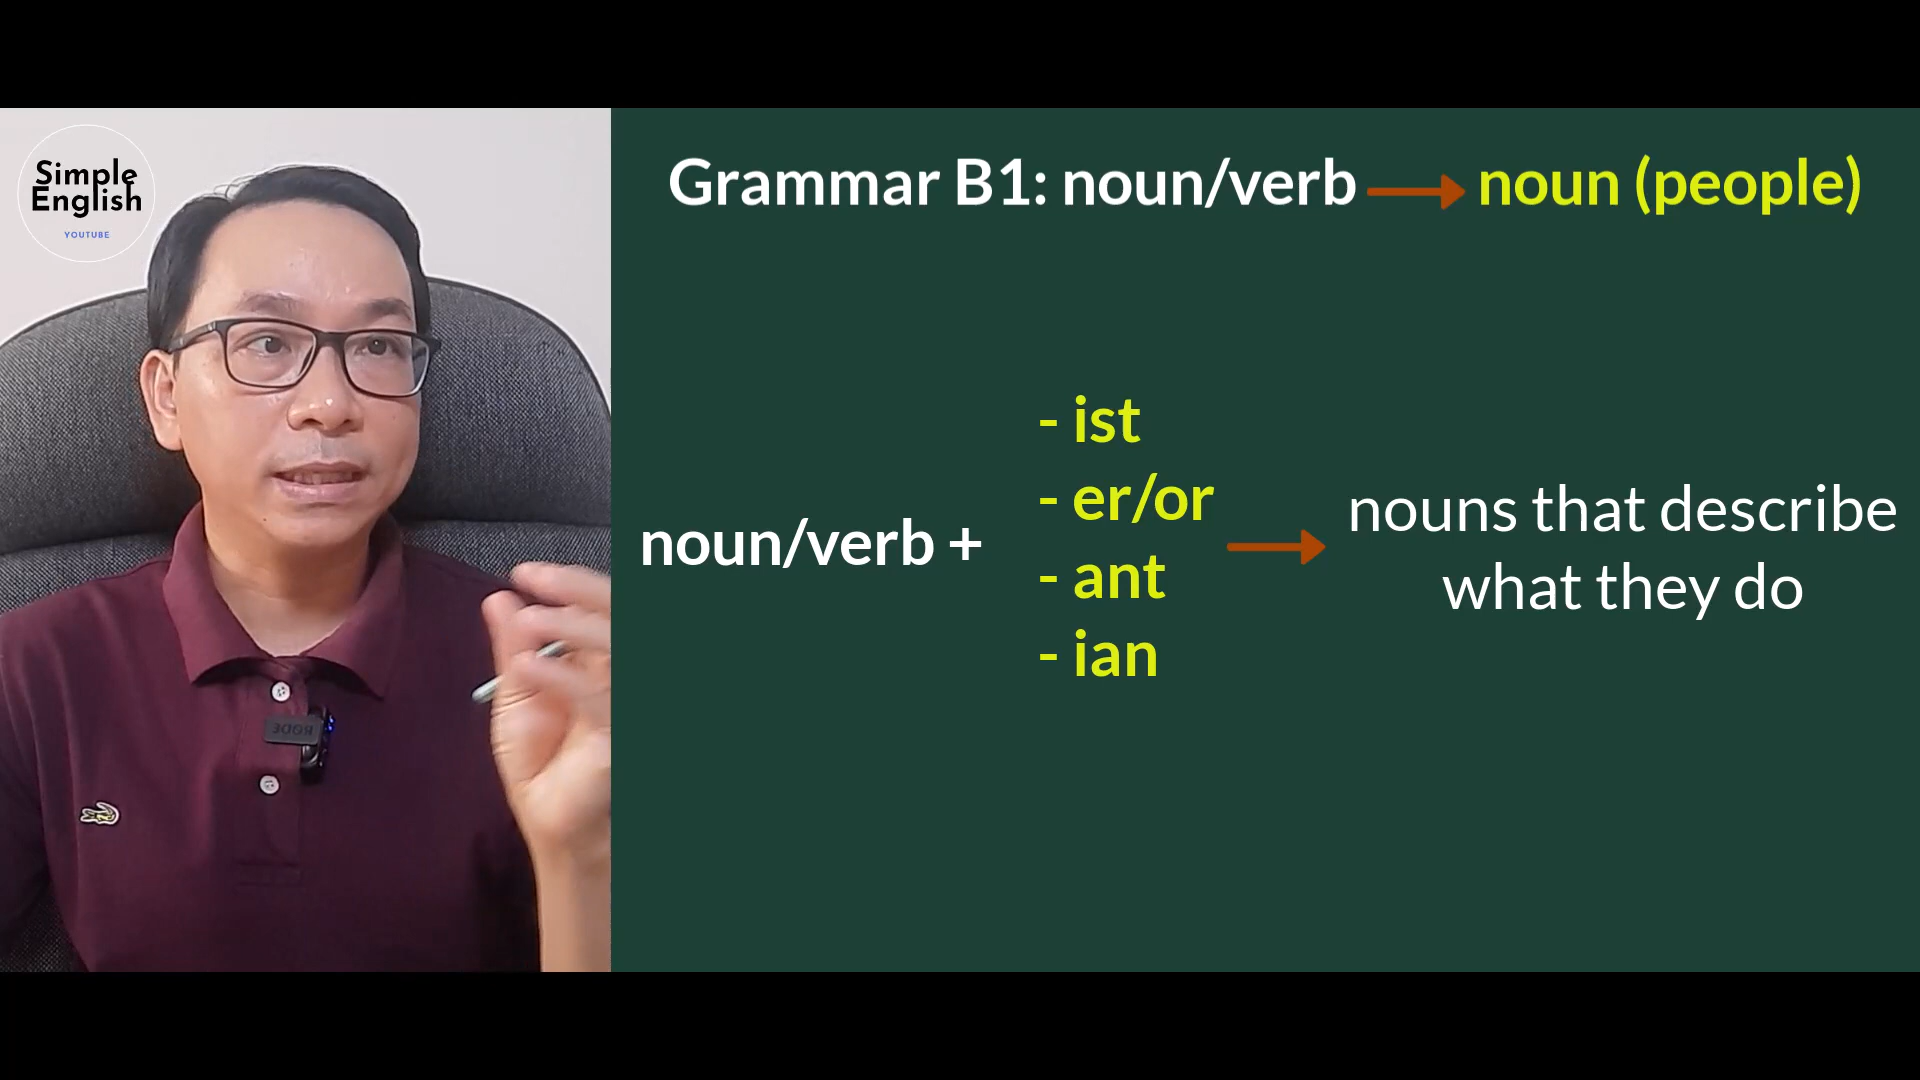 Simple
English
YOUTUBE
Grammar B1: noun/verb → noun (people)
- ist
- er/or
noun/verb + → nouns that describe
- ant
what they do
- ian
RODE